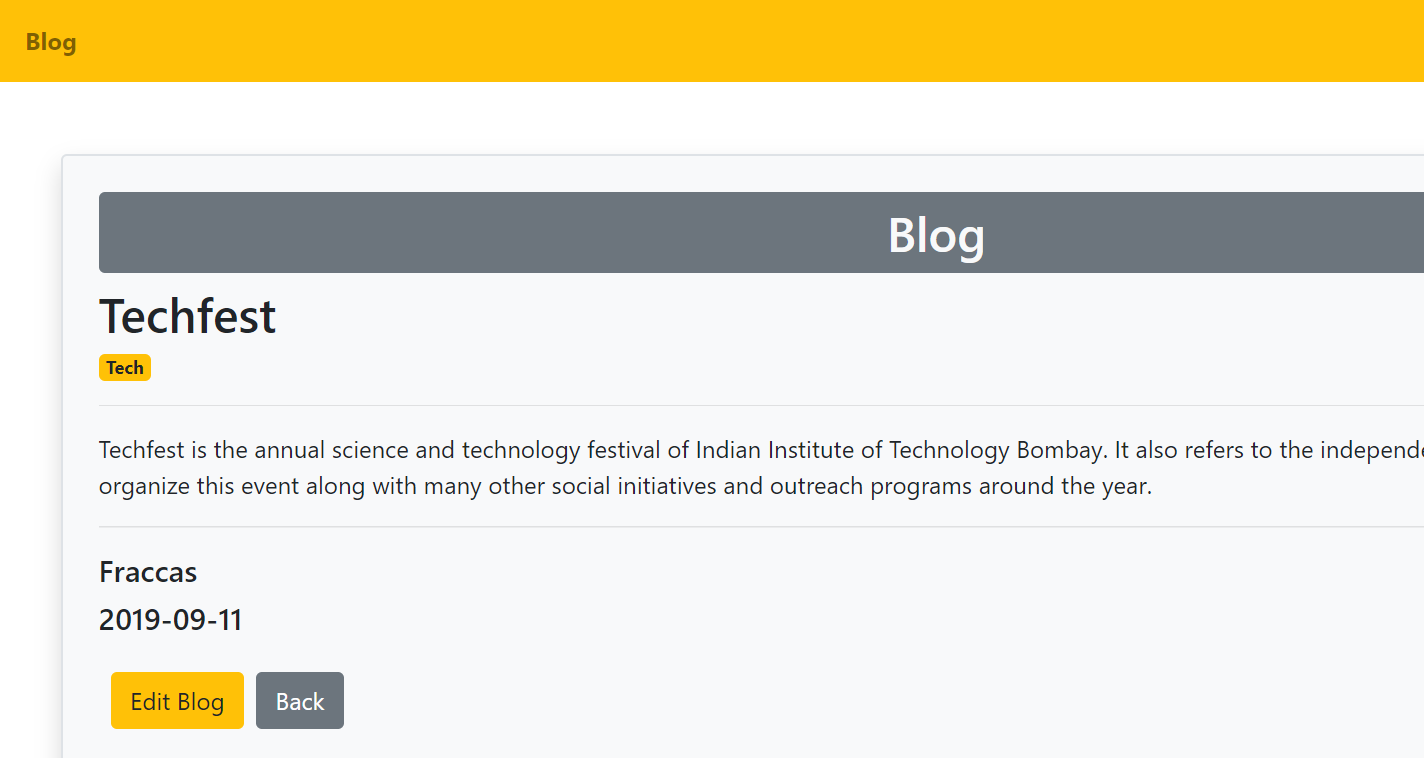 Blog
Blog
Techfest
Tech
Techfest is the annual science and technology festival of Indian Institute of Technology Bombay. It also refers to the
organize this event along with many other social initiatives and outreach programs around the year.
Fraccas
2019-09-11
Edit Blog
Back